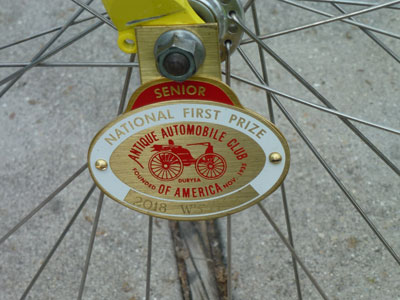 SENIOR
NATIONAL FIRST PRIZE
ANTIQUE AUTOMOBILE CLUB
DURYEA
FOUNDED NOV. 1935
OF AMERICA
2018